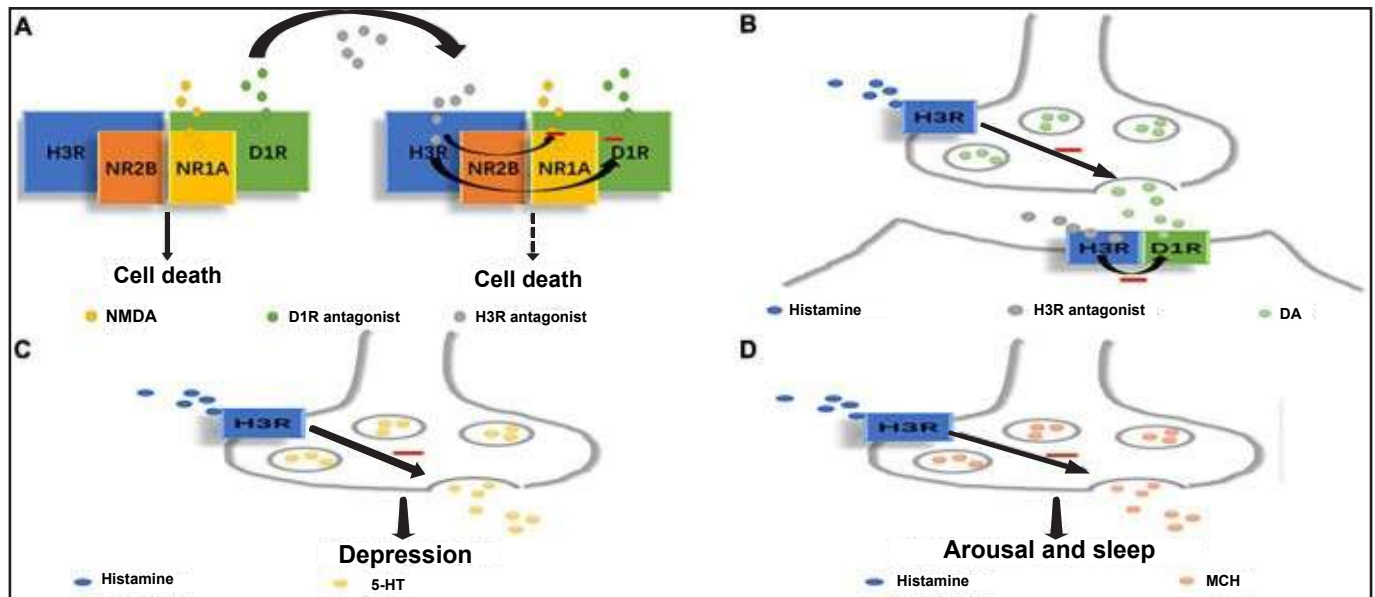 A
H3R
NR2B
NR1A
D1R
H3R
NR2B
NR1A
D1R
Cell death
Cell death
NMDA
D1R antagonist
H3R antagonist
B
H3R
H3R
D1R
Histamine
H3R antagonist
DA
C
H3R
Depression
Histamine
5-HT
D
H3R
Arousal and sleep
Histamine
MCH